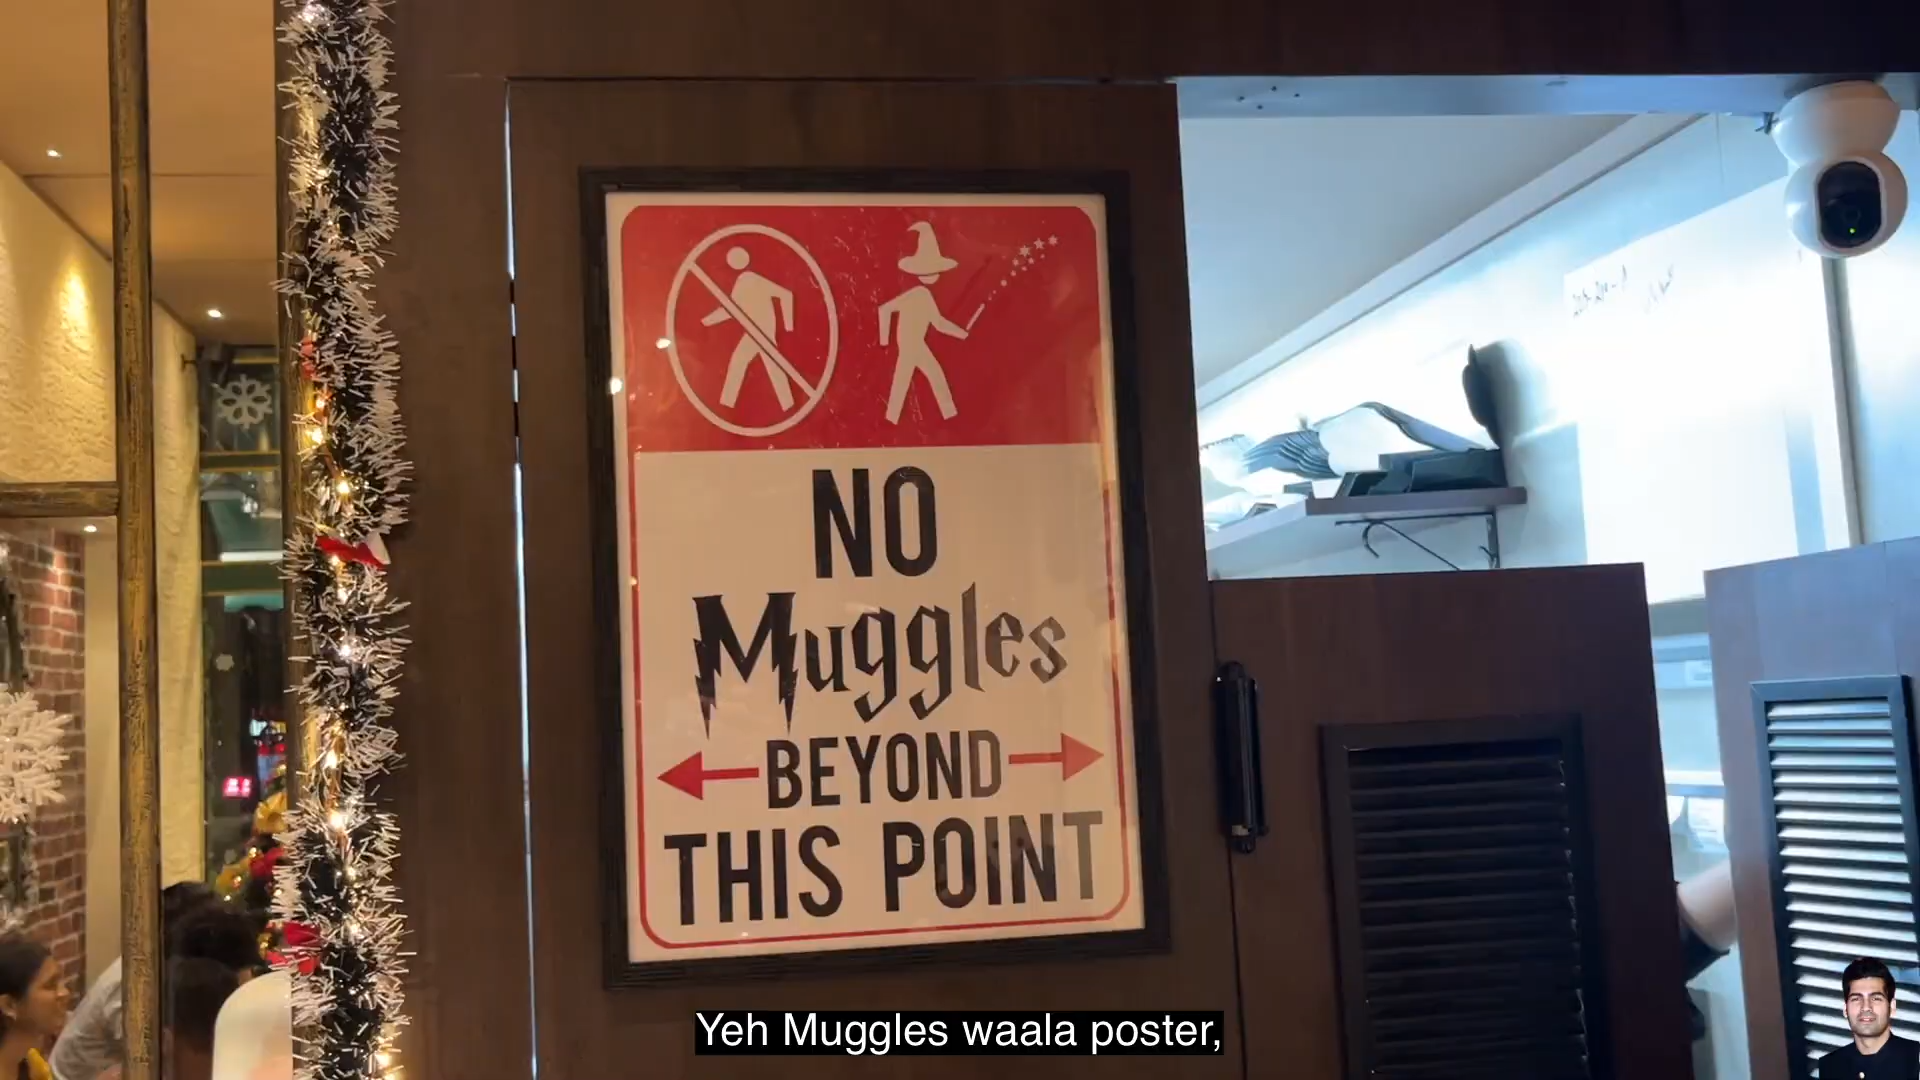 NO
Muggles
BEYOND
THIS POINT
Yeh Muggles waala poster,